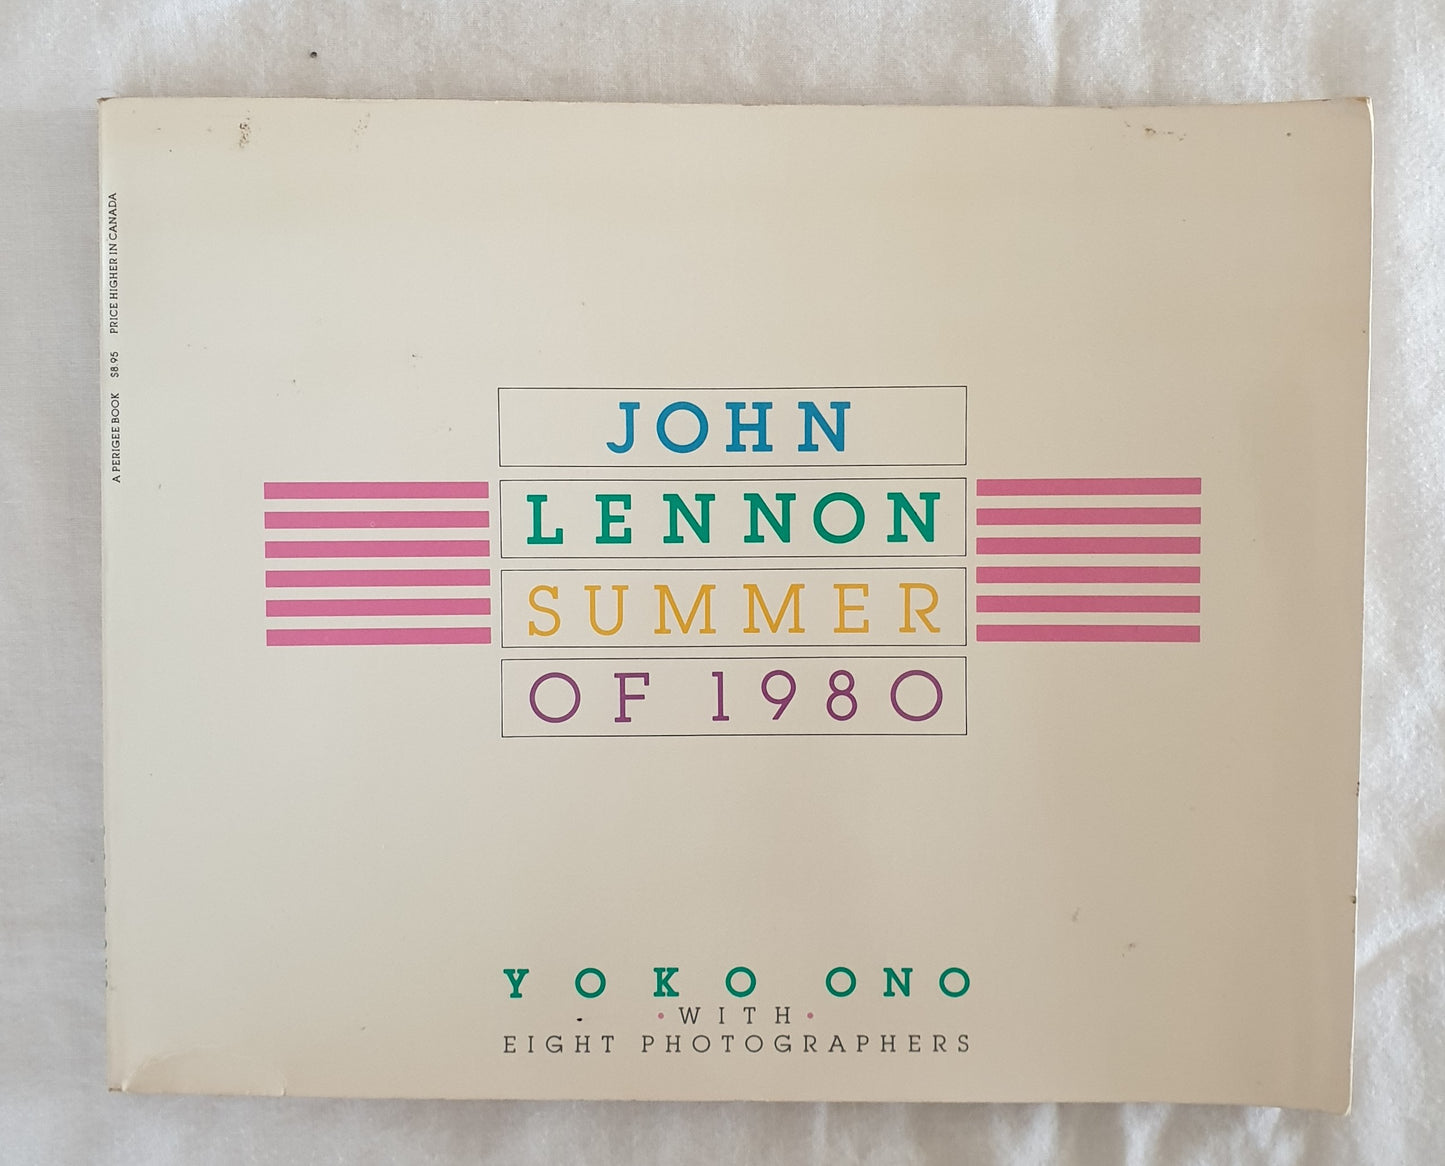 A PERIGEE BOOK $8.95 PRICE HIGHER IN CANADA
JOHN
LENNON
SUMMER
OF 1980
YOKO ONO
• WITH •
EIGHT PHOTOGRAPHERS